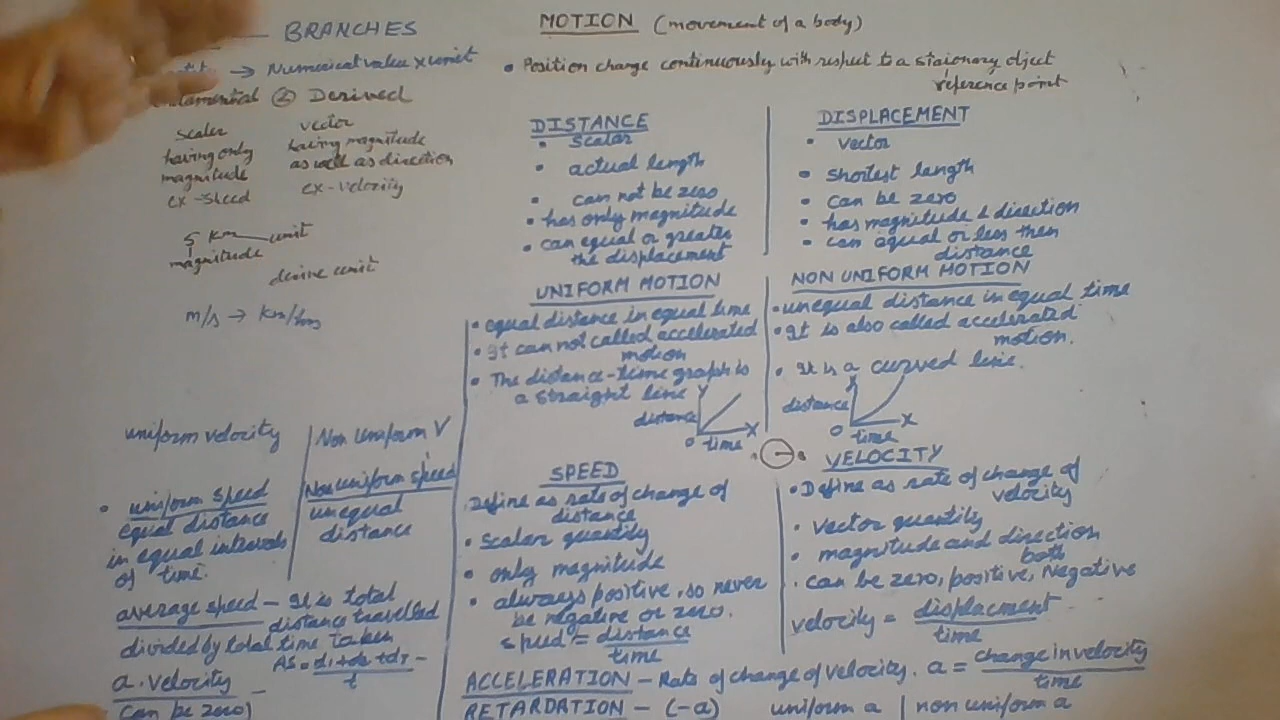 BRANCHES
→ Numerical value x unit
② Derived
scaler
having only
magnitude
ex - Speed
vector
having magnitude
as well as direction
ex - velocity
5 Km unit
magnitude
derive unit
m/s → Km/hrs
MOTION (movement of a body)
• Position change continuously with respect to a staionary object
reference point
DISTANCE
• Scalar
• actual length
• can not be zero
• has only magnitude
• can equal or greater
the displacement
DISPLACEMENT
• vector
• shortest length
• can be zero
• has magnitude & direction
• can equal or less then
distance
UNIFORM MOTION
• equal distance in equal time
• It can not called accelerated
motion
• The distance-time graph is
a straight line
Y
distance
O time X
NON UNIFORM MOTION
• unequal distance in equal time
• It is also called accelerated
motion.
• It is a curved line.
Y
distance
O time X
uniform velocity
• uniform speed
equal distance
in equal intervals
of time.
Non Uniform V
Non uniform speed
unequal
distance
average speed - It is total
distance travelled
divided by total time taken
a. velocity -
can be zero)
SPEED
. Define as rate of change of
distance
• Scalar quantity
• only magnitude
• always positive, so never
be negative or zero.
speed = distance
time
VELOCITY
• Define as rate of change of
velocity
• vector quantity
• magnitude and direction
both
. can be zero, positive, Negative
velocity = displacment
time
ACCELERATION - Rate of change of velocity. a = change in velocity
time
RETARDATION - (-a) uniform a | non uniform a